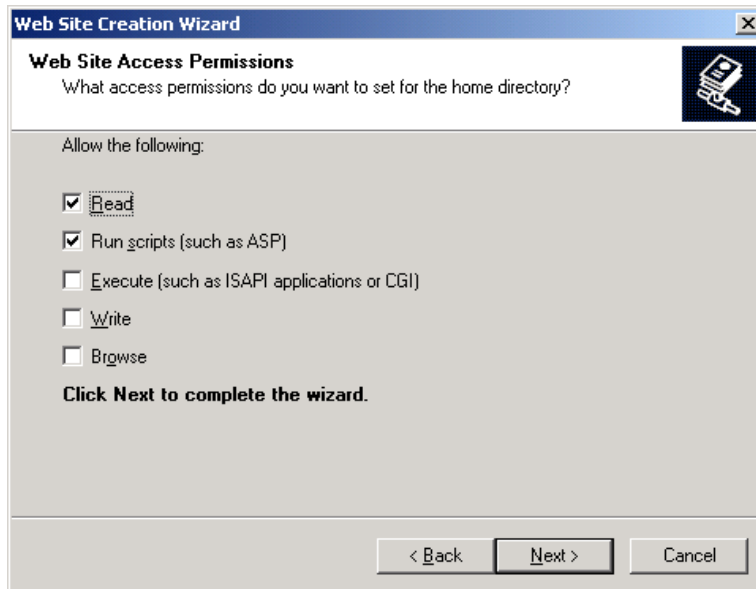 Web Site Creation Wizard
Web Site Access Permissions
What access permissions do you want to set for the home directory?
Allow the following:
Read
Run scripts (such as ASP)
Execute (such as ISAPI applications or CGI)
Write
Browse
Click Next to complete the wizard.
< Back Next > Cancel